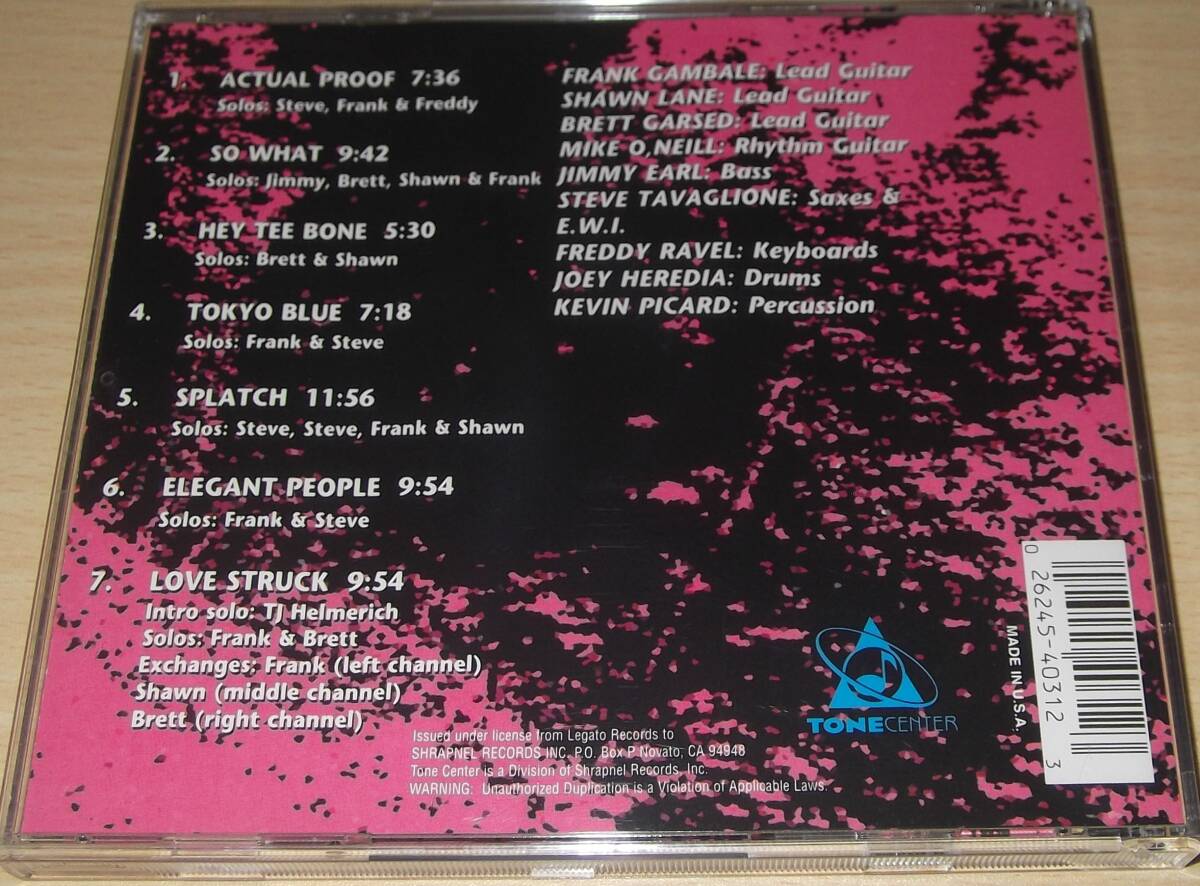 1. ACTUAL PROOF 7:36
Solos: Steve, Frank & Freddy
2. SO WHAT 9:42
Solos: Jimmy, Brett, Shawn & Frank
3. HEY TEE BONE 5:30
Solos: Brett & Shawn
4. TOKYO BLUE 7:18
Solos: Frank & Steve
5. SPLATCH 11:56
Solos: Steve, Steve, Frank & Shawn
6. ELEGANT PEOPLE 9:54
Solos: Frank & Steve
7. LOVE STRUCK 9:54
Intro solo: TJ Helmerich
Solos: Frank & Brett
Exchanges: Frank (left channel)
Shawn (middle channel)
Brett (right channel)
FRANK GAMBALE: Lead Guitar
SHAWN LANE: Lead Guitar
BRETT GARSED: Lead Guitar
MIKE O,NEILL: Rhythm Guitar
JIMMY EARL: Bass
STEVE TAVAGLIONE: Saxes &
E.W.I.
FREDDY RAVEL: Keyboards
JOEY HEREDIA: Drums
KEVIN PICARD: Percussion
Issued under license from Legato Records to
SHRAPNEL RECORDS INC. P.O. Box P Novato, CA 94948
Tone Center is a Division of Shrapnel Records, Inc.
WARNING: Unauthorized Duplication is a Violation of Applicable Laws.
TONECENTER
MADE IN U.S.A.
0 26245-40312 3